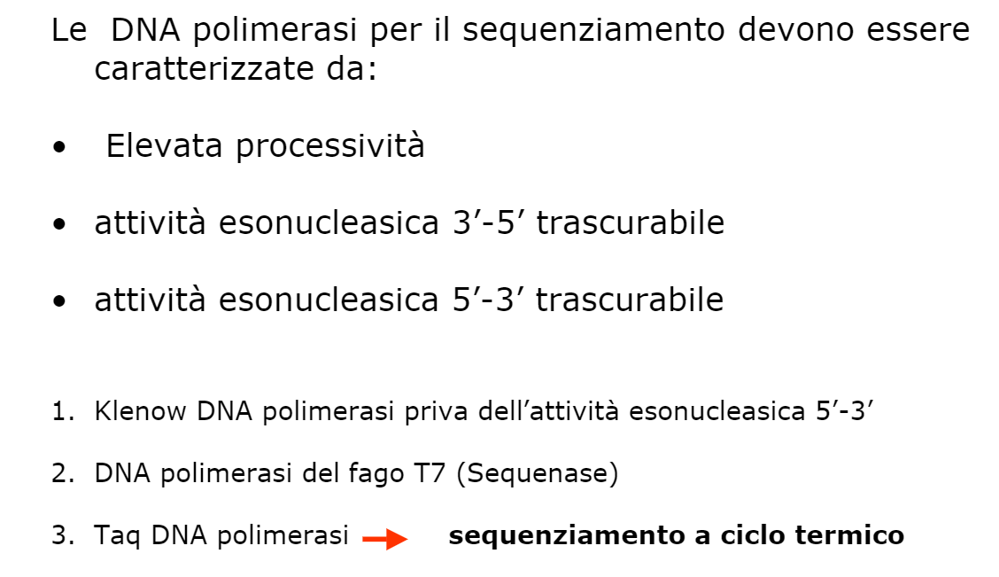 Le DNA polimerasi per il sequenziamento devono essere
caratterizzate da:
• Elevata processività
• attività esonucleasica 3’-5’ trascurabile
• attività esonucleasica 5’-3’ trascurabile
1. Klenow DNA polimerasi priva dell’attività esonucleasica 5’-3’
2. DNA polimerasi del fago T7 (Sequenase)
3. Taq DNA polimerasi → sequenziamento a ciclo termico